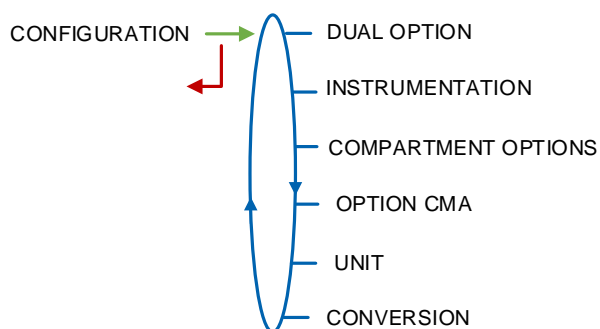 CONFIGURATION
DUAL OPTION
INSTRUMENTATION
COMPARTMENT OPTIONS
OPTION CMA
UNIT
CONVERSION